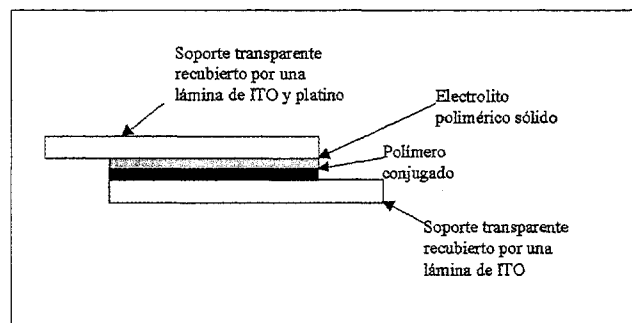 Soporte transparente
recubierto por una
lámina de ITO y platino
Electrolito
polimérico sólido
Polímero
conjugado
Soporte transparente
recubierto por una
lámina de ITO